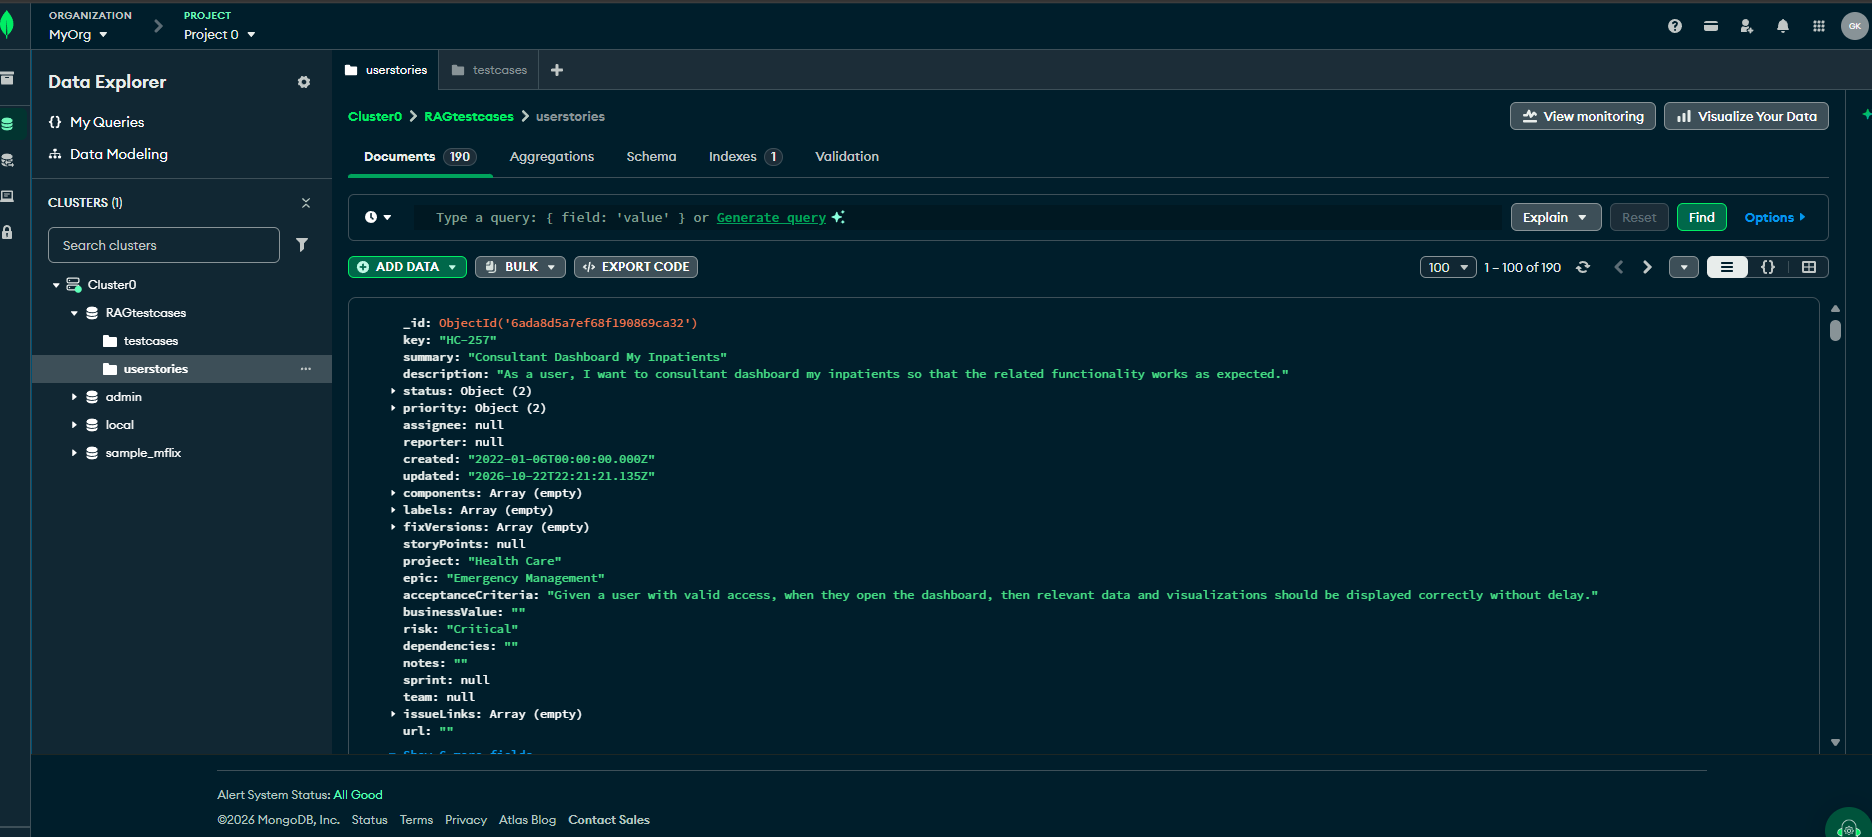 ORGANIZATION
MyOrg
PROJECT
Project 0
GK
Data Explorer
{} My Queries
Data Modeling
CLUSTERS (1)
Search clusters
Cluster0
RAGtestcases
testcases
userstories ...
admin
local
sample_mflix
userstories
testcases
+
Cluster0 > RAGtestcases > userstories
View monitoring
Visualize Your Data
Documents 190
Aggregations
Schema
Indexes 1
Validation
Type a query: { field: 'value' } or Generate query
Explain
Reset
Find
Options
ADD DATA
BULK
EXPORT CODE
100
1 – 100 of 190
{}
_id: ObjectId('6ada8d5a7ef68f190869ca32')
key: "HC-257"
summary: "Consultant Dashboard My Inpatients"
description: "As a user, I want to consultant dashboard my inpatients so that the related functionality works as expected."
status: Object (2)
priority: Object (2)
assignee: null
reporter: null
created: "2022-01-06T00:00:00.000Z"
updated: "2026-10-22T22:21:21.135Z"
components: Array (empty)
labels: Array (empty)
fixVersions: Array (empty)
storyPoints: null
project: "Health Care"
epic: "Emergency Management"
acceptanceCriteria: "Given a user with valid access, when they open the dashboard, then relevant data and visualizations should be displayed correctly without delay."
businessValue: ""
risk: "Critical"
dependencies: ""
notes: ""
sprint: null
team: null
issueLinks: Array (empty)
url: ""
Show 6 more fields
Alert System Status: All Good
©2026 MongoDB, Inc.
Status
Terms
Privacy
Atlas Blog
Contact Sales